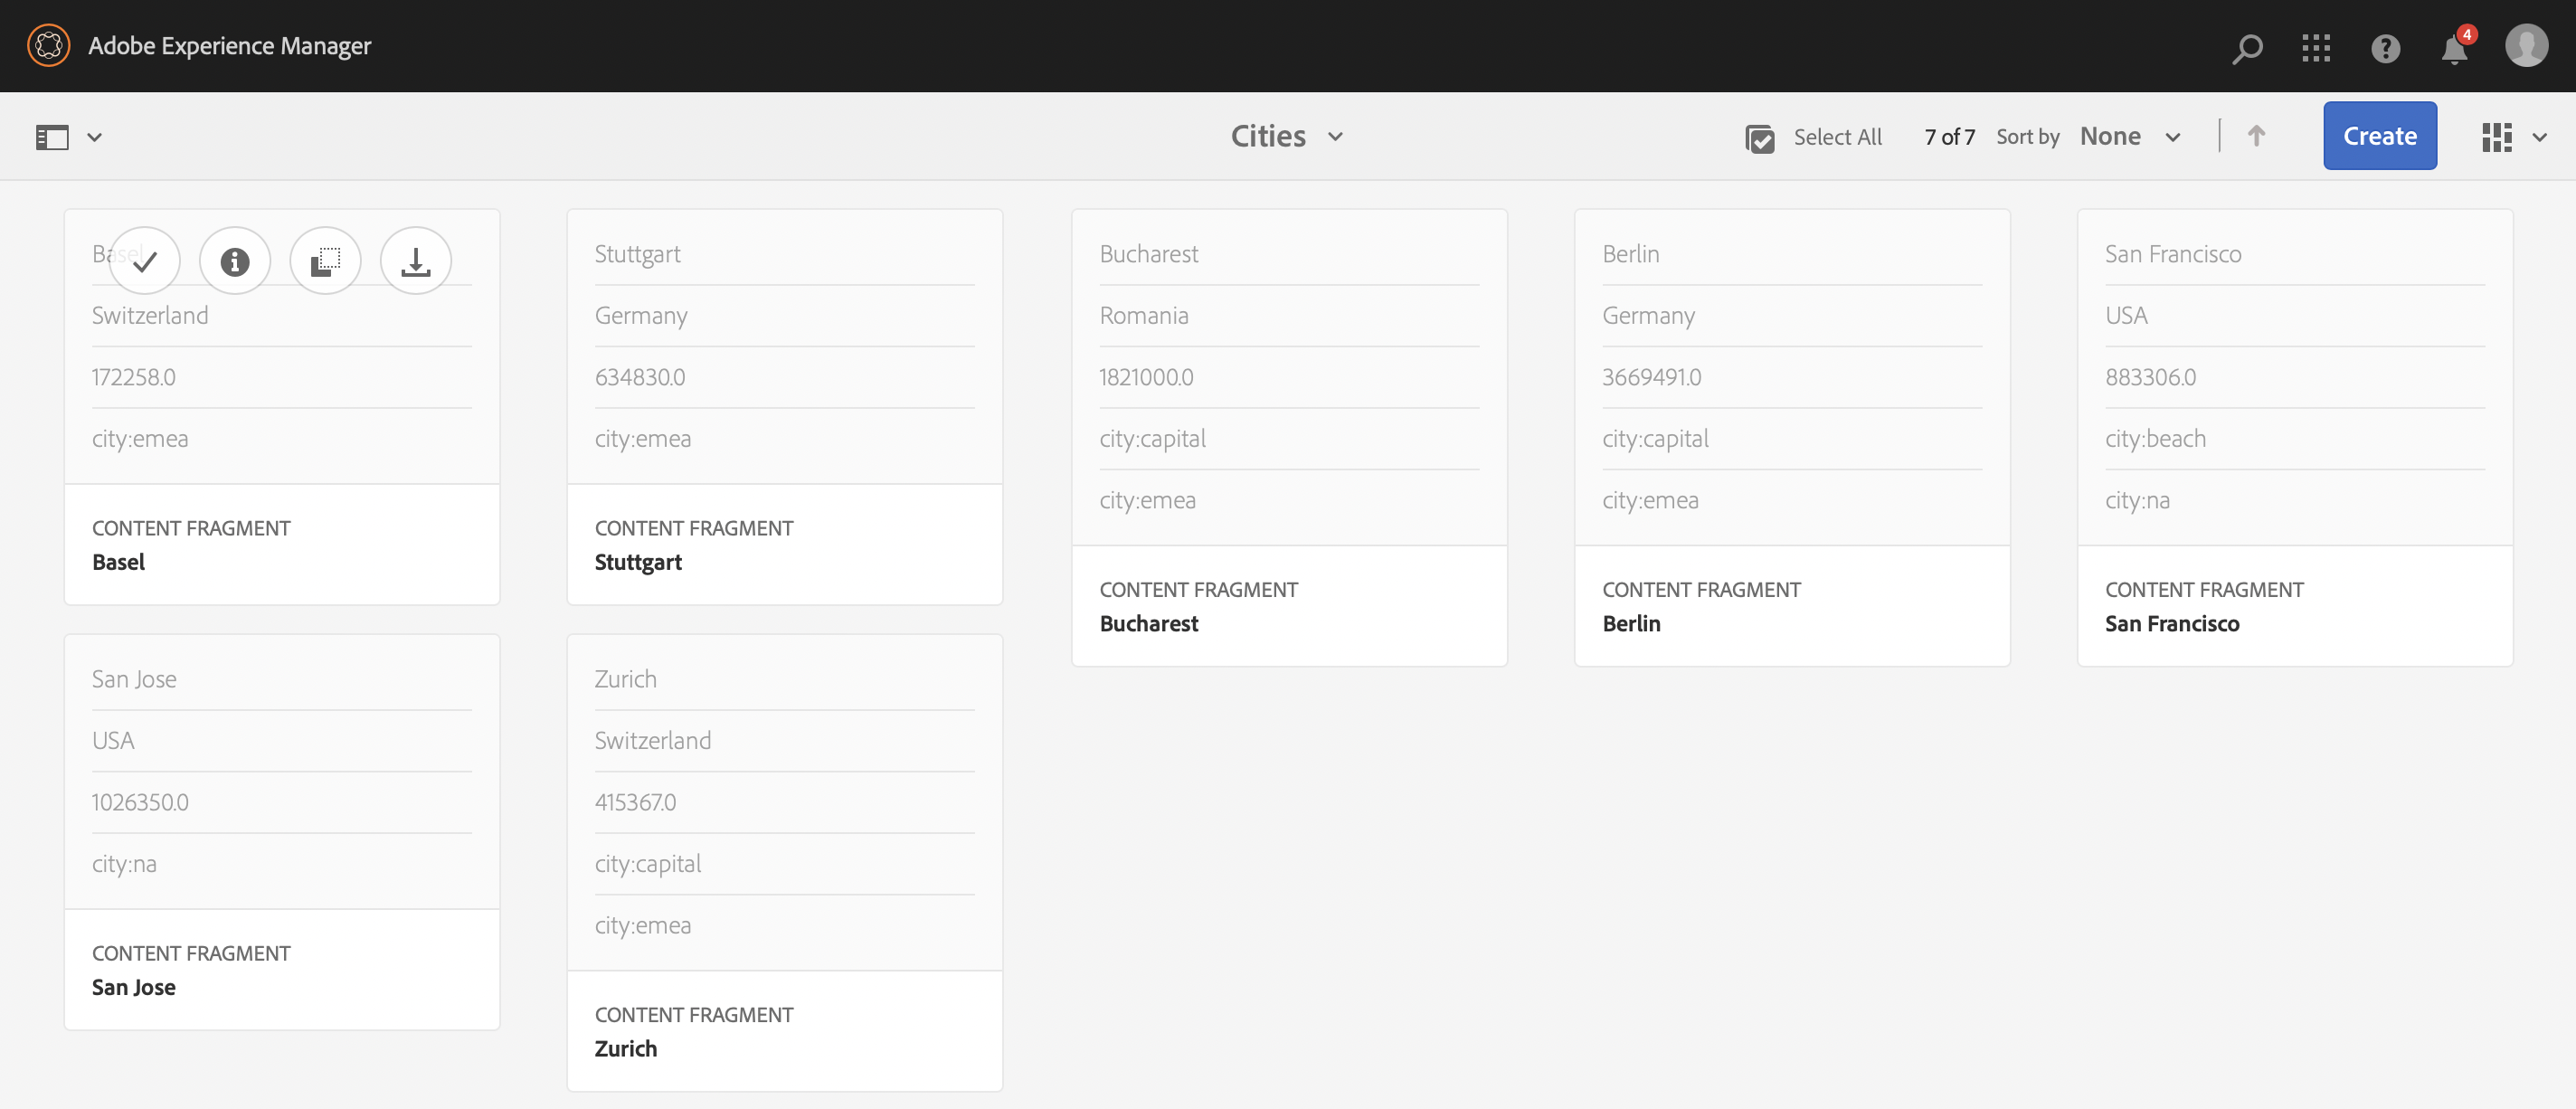 Adobe Experience Manager
4
Cities
Select All
7 of 7
Sort by
None
Create
Basel
Switzerland
172258.0
city:emea
CONTENT FRAGMENT
Basel
Stuttgart
Germany
634830.0
city:emea
CONTENT FRAGMENT
Stuttgart
Bucharest
Romania
1821000.0
city:capital
city:emea
CONTENT FRAGMENT
Bucharest
Berlin
Germany
3669491.0
city:capital
city:emea
CONTENT FRAGMENT
Berlin
San Francisco
USA
883306.0
city:beach
city:na
CONTENT FRAGMENT
San Francisco
San Jose
USA
1026350.0
city:na
CONTENT FRAGMENT
San Jose
Zurich
Switzerland
415367.0
city:capital
city:emea
CONTENT FRAGMENT
Zurich